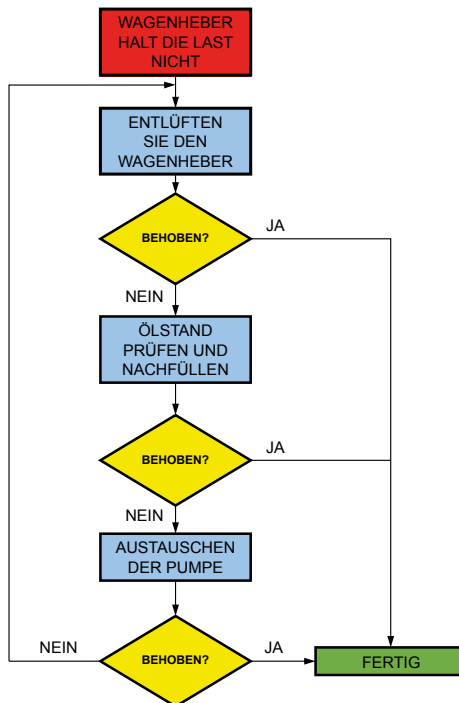 WAGENHEBER
HALT DIE LAST
NICHT
ENTLÜFTEN
SIE DEN
WAGENHEBER
BEHOBEN?
JA
NEIN
ÖLSTAND
PRÜFEN UND
NACHFÜLLEN
BEHOBEN?
JA
NEIN
AUSTAUSCHEN
DER PUMPE
NEIN
BEHOBEN?
JA
FERTIG